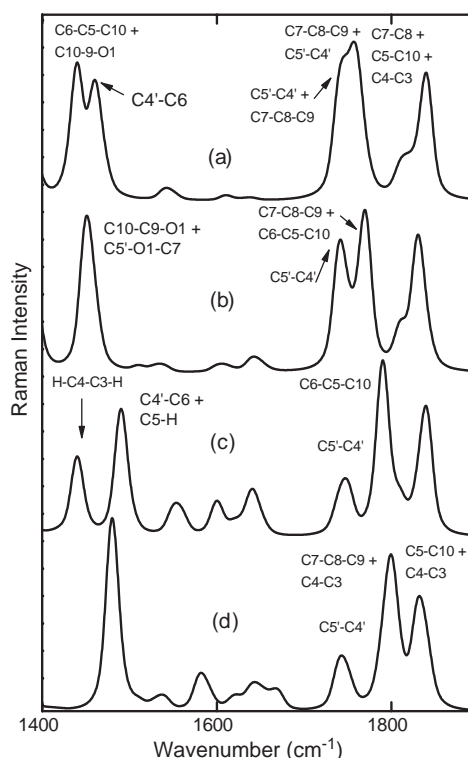 C6-C5-C10 +
C10-9-O1
C4'-C6
C7-C8-C9 +
C5'-C4'
C7-C8 +
C5-C10 +
C4-C3
C5'-C4' +
C7-C8-C9
(a)
C10-C9-O1 +
C5'-O1-C7
C7-C8-C9 +
C6-C5-C10
C5'-C4'
(b)
H-C4-C3-H
C4'-C6 +
C5-H
C6-C5-C10
C5'-C4'
(c)
C7-C8-C9 +
C4-C3
C5-C10 +
C4-C3
C5'-C4'
(d)
Raman Intensity
1400 1600 1800
Wavenumber (cm-1)